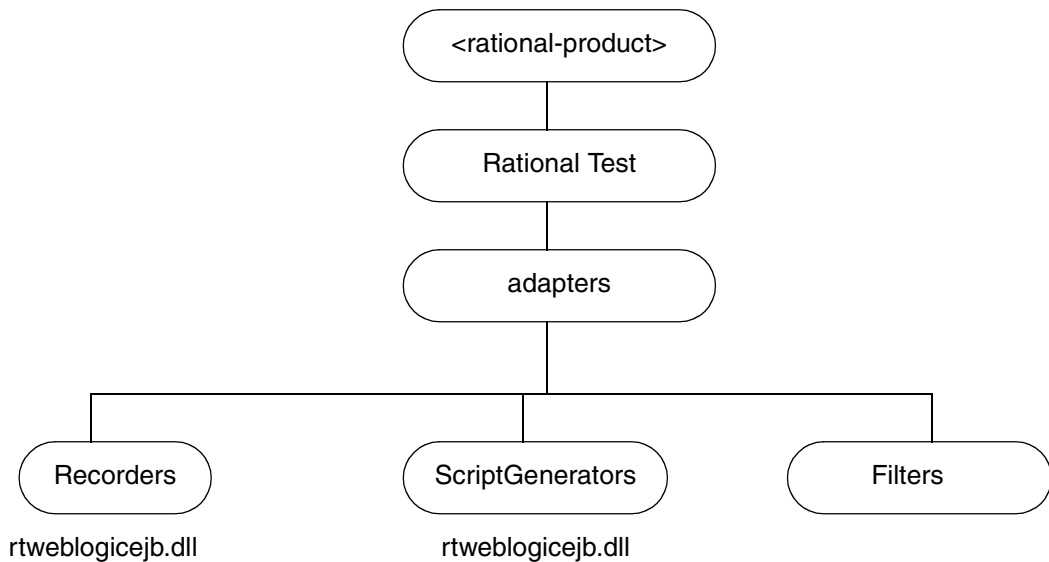 <rational-product>
Rational Test
adapters
Recorders
ScriptGenerators
Filters
rtweblogicejb.dll
rtweblogicejb.dll